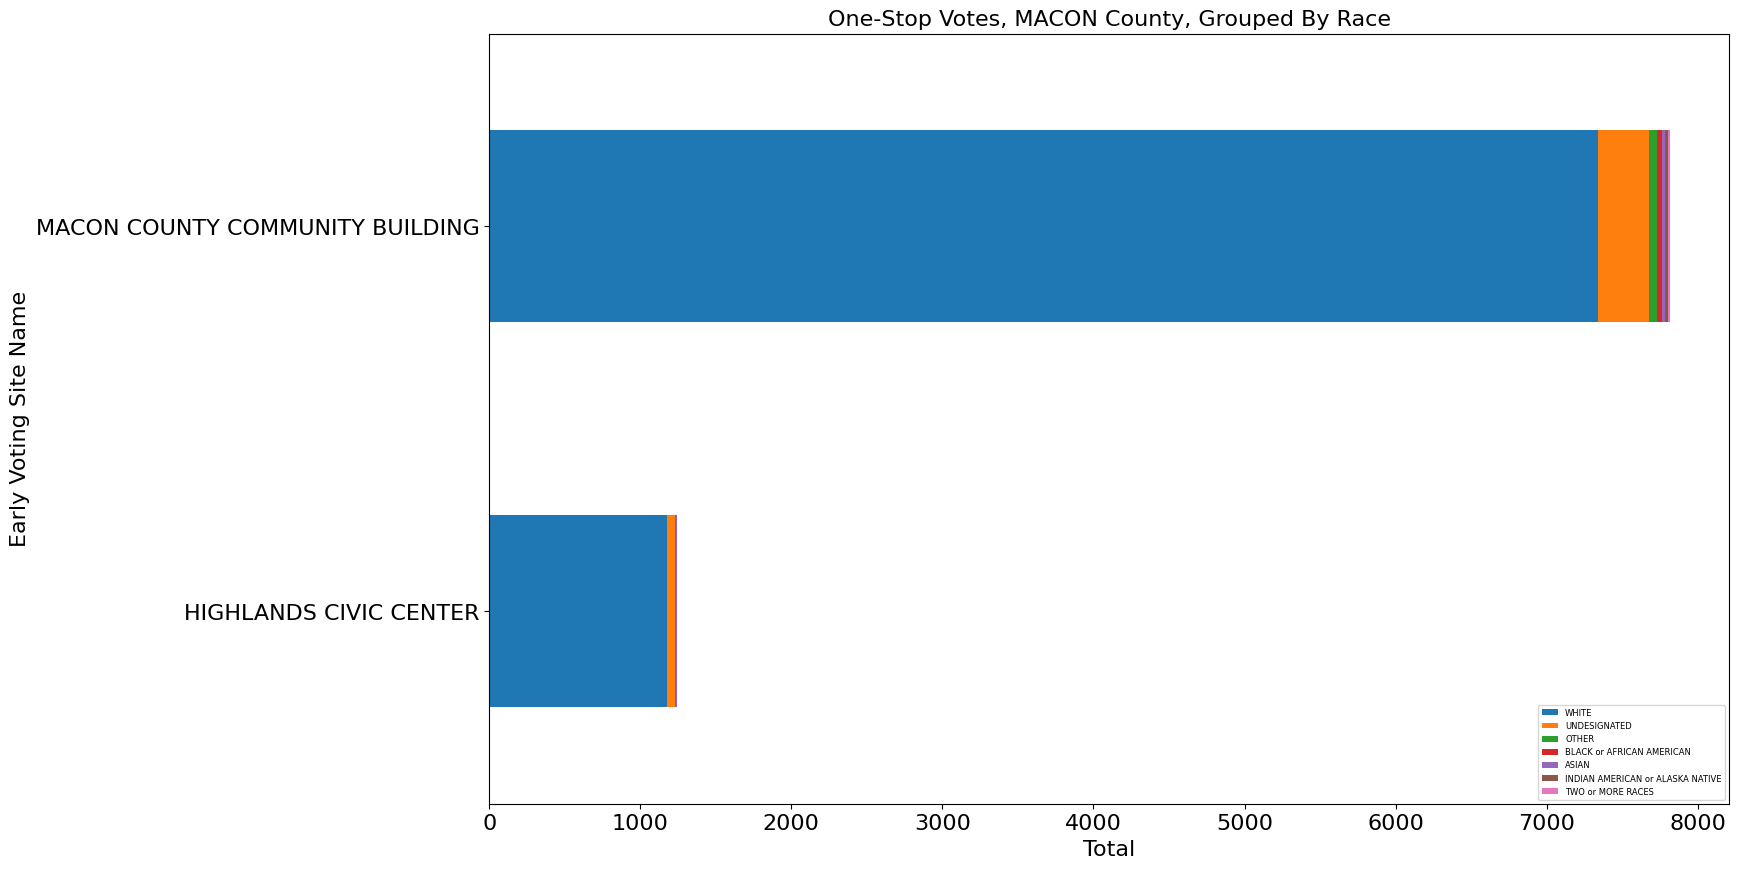 One-Stop Votes, MACON County, Grouped By Race
Early Voting Site Name
MACON COUNTY COMMUNITY BUILDING
HIGHLANDS CIVIC CENTER
WHITE
UNDESIGNATED
OTHER
BLACK or AFRICAN AMERICAN
ASIAN
INDIAN AMERICAN or ALASKA NATIVE
TWO or MORE RACES
0 1000 2000 3000 4000 5000 6000 7000 8000
Total